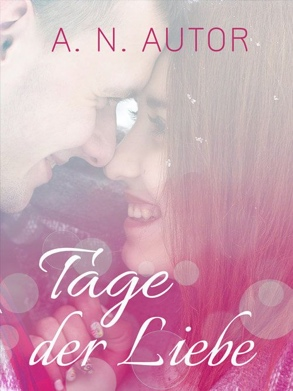 A. N. AUTOR
Tage
der Liebe